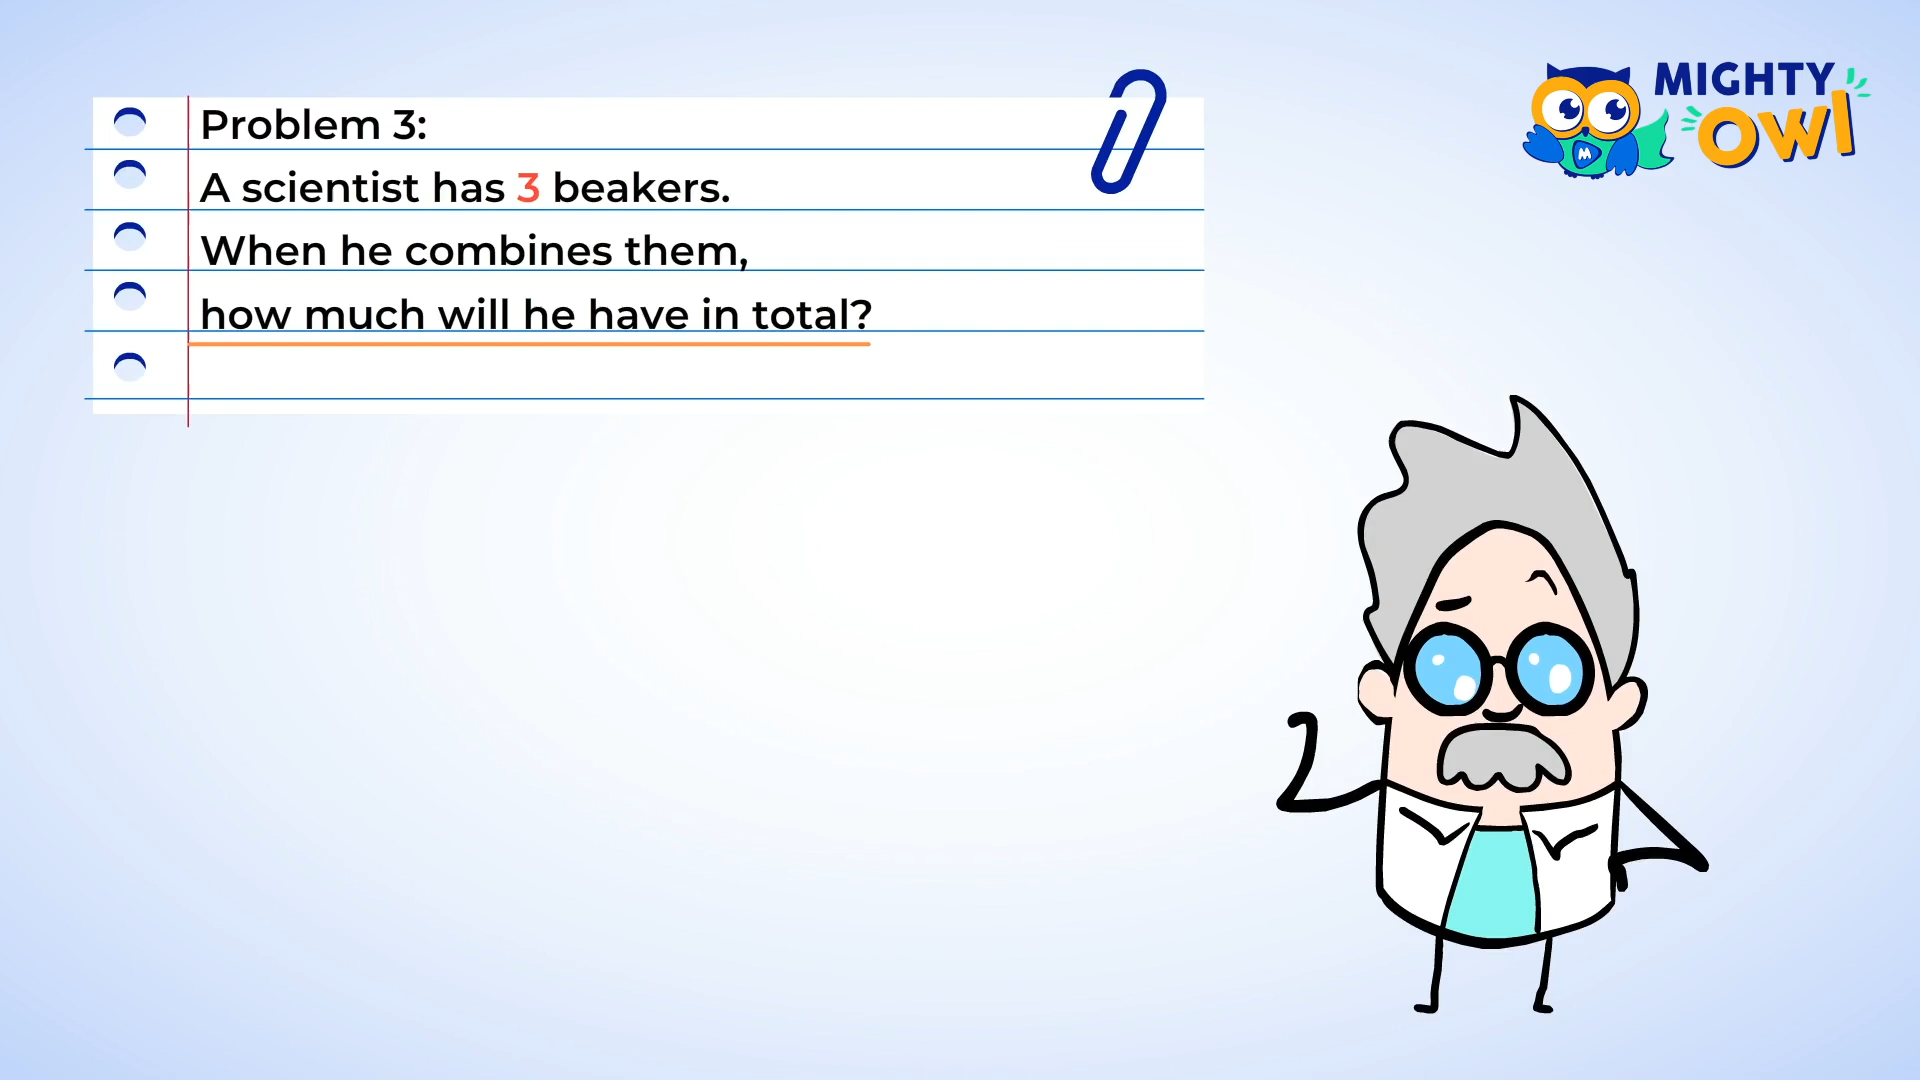 Problem 3:
A scientist has 3 beakers.
When he combines them,
how much will he have in total?
MIGHTY
OWL
M